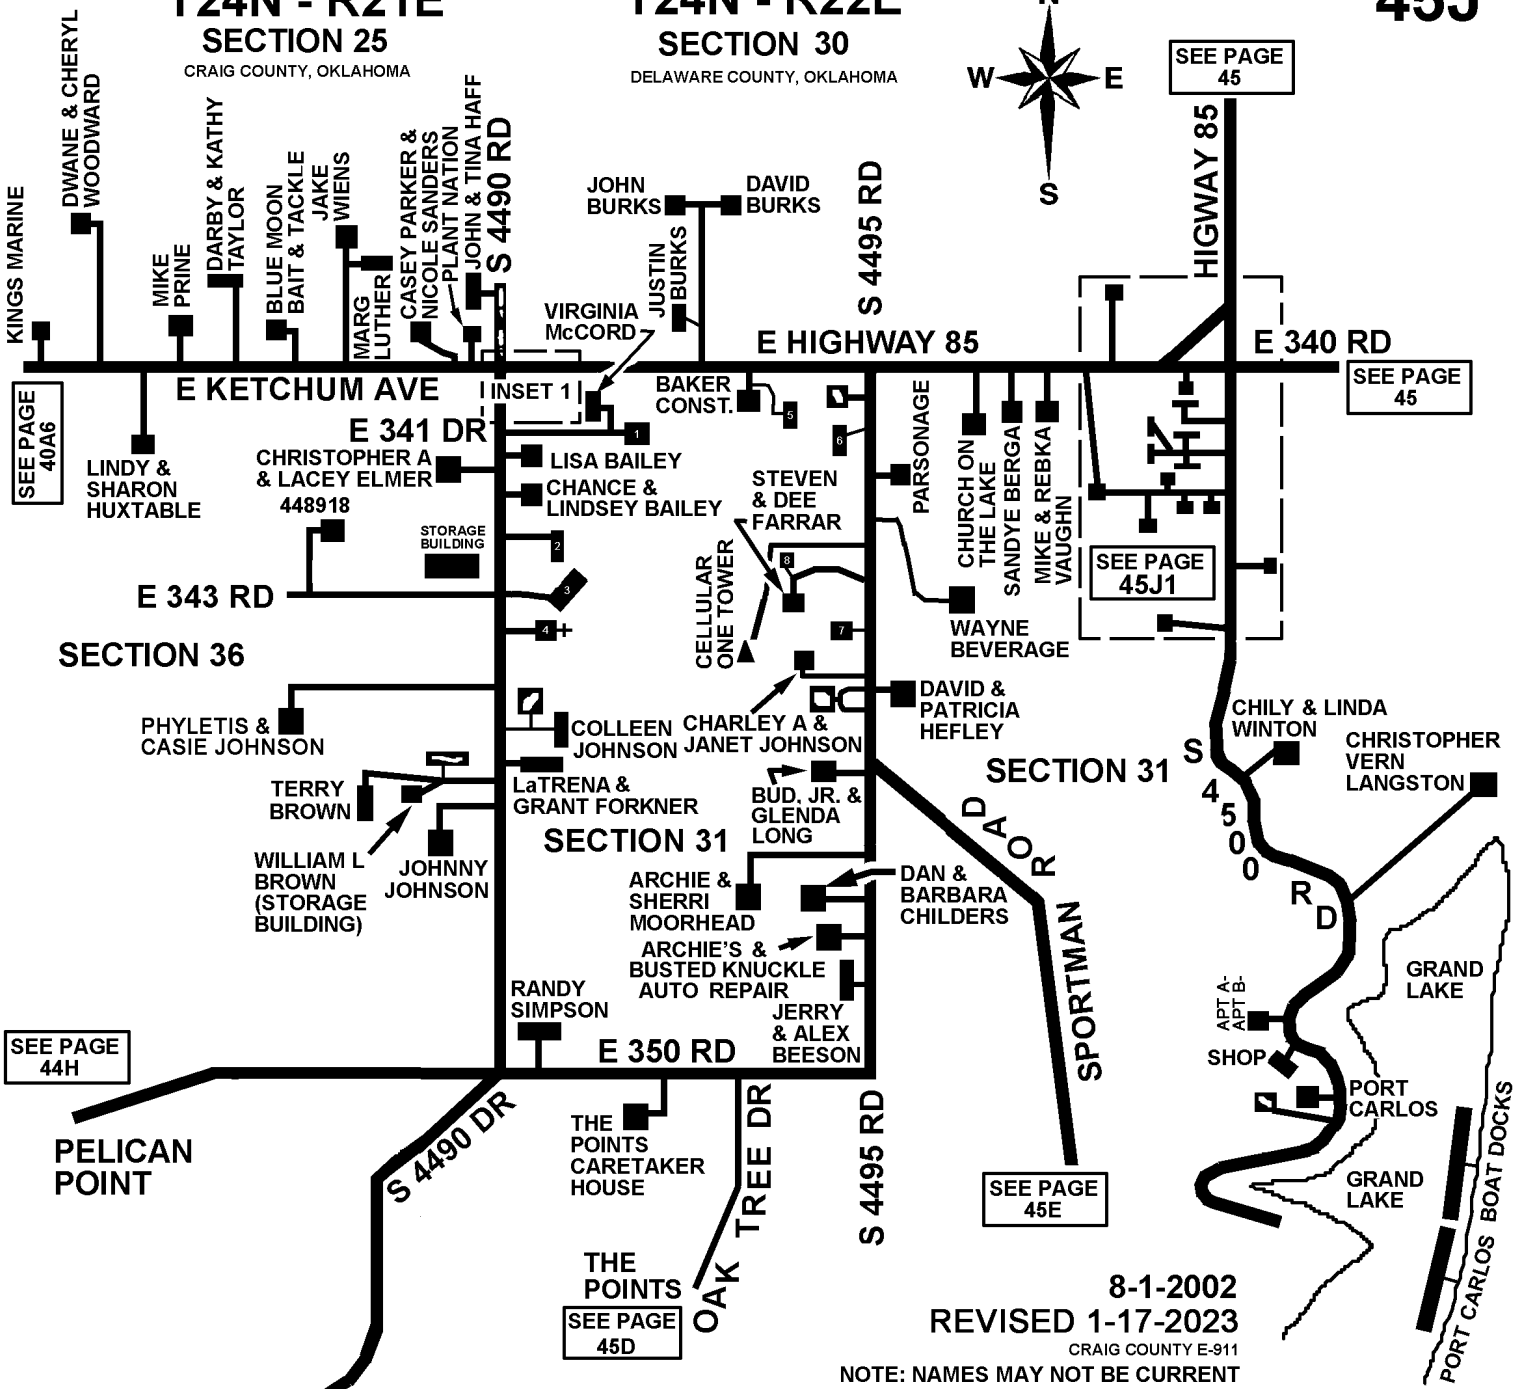 T24N - R21E
SECTION 25
CRAIG COUNTY, OKLAHOMA
T24N - R22E
SECTION 30
DELAWARE COUNTY, OKLAHOMA
N
W
E
S
45J
SEE PAGE
45
HIGHWAY 85
KINGS MARINE
DWANE & CHERYL
WOODWARD
MIKE
PRINE
DARBY & KATHY
TAYLOR
BLUE MOON
BAIT & TACKLE
JAKE
WIENS
MARG
LUTHER
CASEY PARKER &
NICOLE SANDERS
PLANT NATION
JOHN & TINA HAFF
S 4490 RD
JOHN
BURKS
DAVID
BURKS
JUSTIN
BURKS
VIRGINIA
McCORD
S 4495 RD
E HIGHWAY 85
E 340 RD
SEE PAGE
45
E KETCHUM AVE
INSET 1
SEE PAGE
40A6
LINDY &
SHARON
HUXTABLE
E 341 DR
1
BAKER
CONST.
5
6
PARSONAGE
CHURCH ON
THE LAKE
SANDYE BERGA
MIKE & REBKA
VAUGHN
CHRISTOPHER A
& LACEY ELMER
448918
LISA BAILEY
CHANCE &
LINDSEY BAILEY
STORAGE
BUILDING
2
3
4
E 343 RD
STEVEN
& DEE
FARRAR
8
CELLULAR
ONE TOWER
7
SEE PAGE
45J1
WAYNE
BEVERAGE
SECTION 36
PHYLETIS &
CASIE JOHNSON
COLLEEN
JOHNSON
CHARLEY A &
JANET JOHNSON
DAVID &
PATRICIA
HEFLEY
CHILY & LINDA
WINTON
CHRISTOPHER
VERN
LANGSTON
SECTION 31
S 4500 RD
TERRY
BROWN
LaTRENA &
GRANT FORKNER
BUD, JR. &
GLENDA
LONG
SECTION 31
WILLIAM L
BROWN
(STORAGE
BUILDING)
JOHNNY
JOHNSON
ARCHIE &
SHERRI
MOORHEAD
DAN &
BARBARA
CHILDERS
ARCHIE'S &
BUSTED KNUCKLE
AUTO REPAIR
SPORTMAN ROAD
RANDY
SIMPSON
JERRY
& ALEX
BEESON
GRAND
LAKE
APT A-
APT B-
SHOP
PORT
CARLOS
SEE PAGE
44H
E 350 RD
PELICAN
POINT
S 4490 DR
THE
POINTS
CARETAKER
HOUSE
OAK TREE DR
S 4495 RD
SEE PAGE
45E
GRAND
LAKE
PORT CARLOS BOAT DOCKS
THE
POINTS
SEE PAGE
45D
8-1-2002
REVISED 1-17-2023
CRAIG COUNTY E-911
NOTE: NAMES MAY NOT BE CURRENT